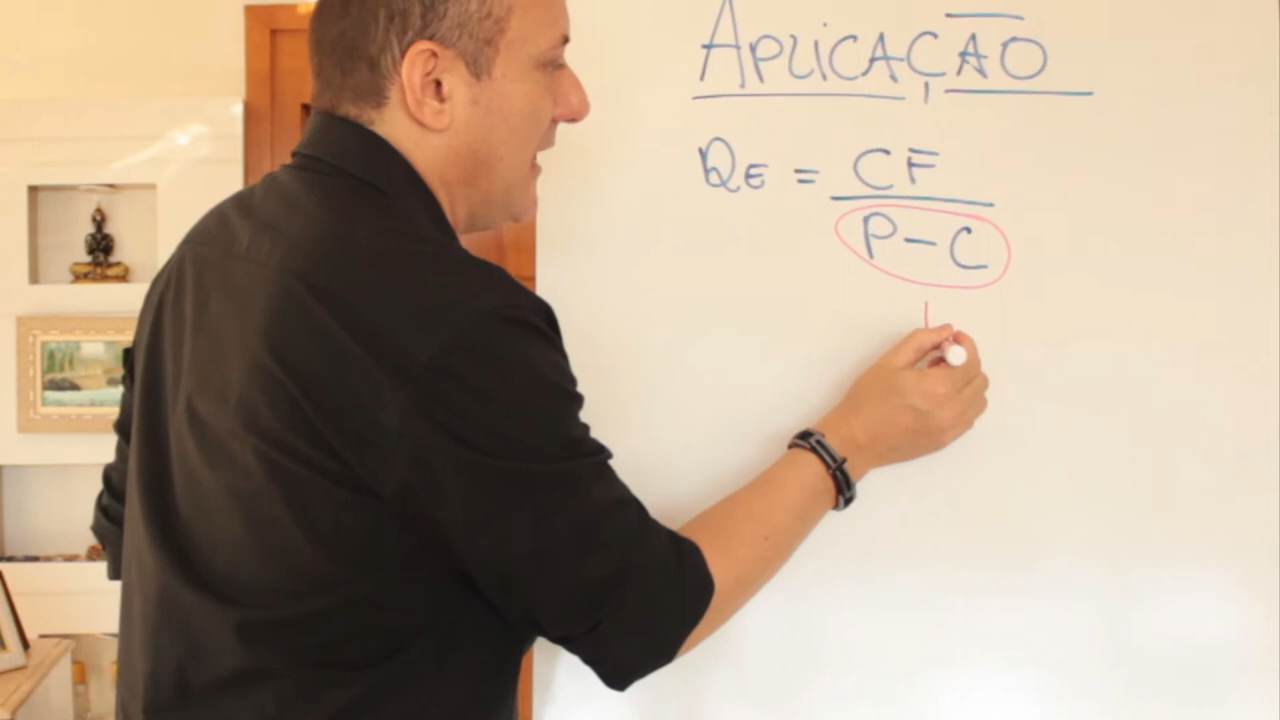 APLICAÇÃO
QE = CF
P - C